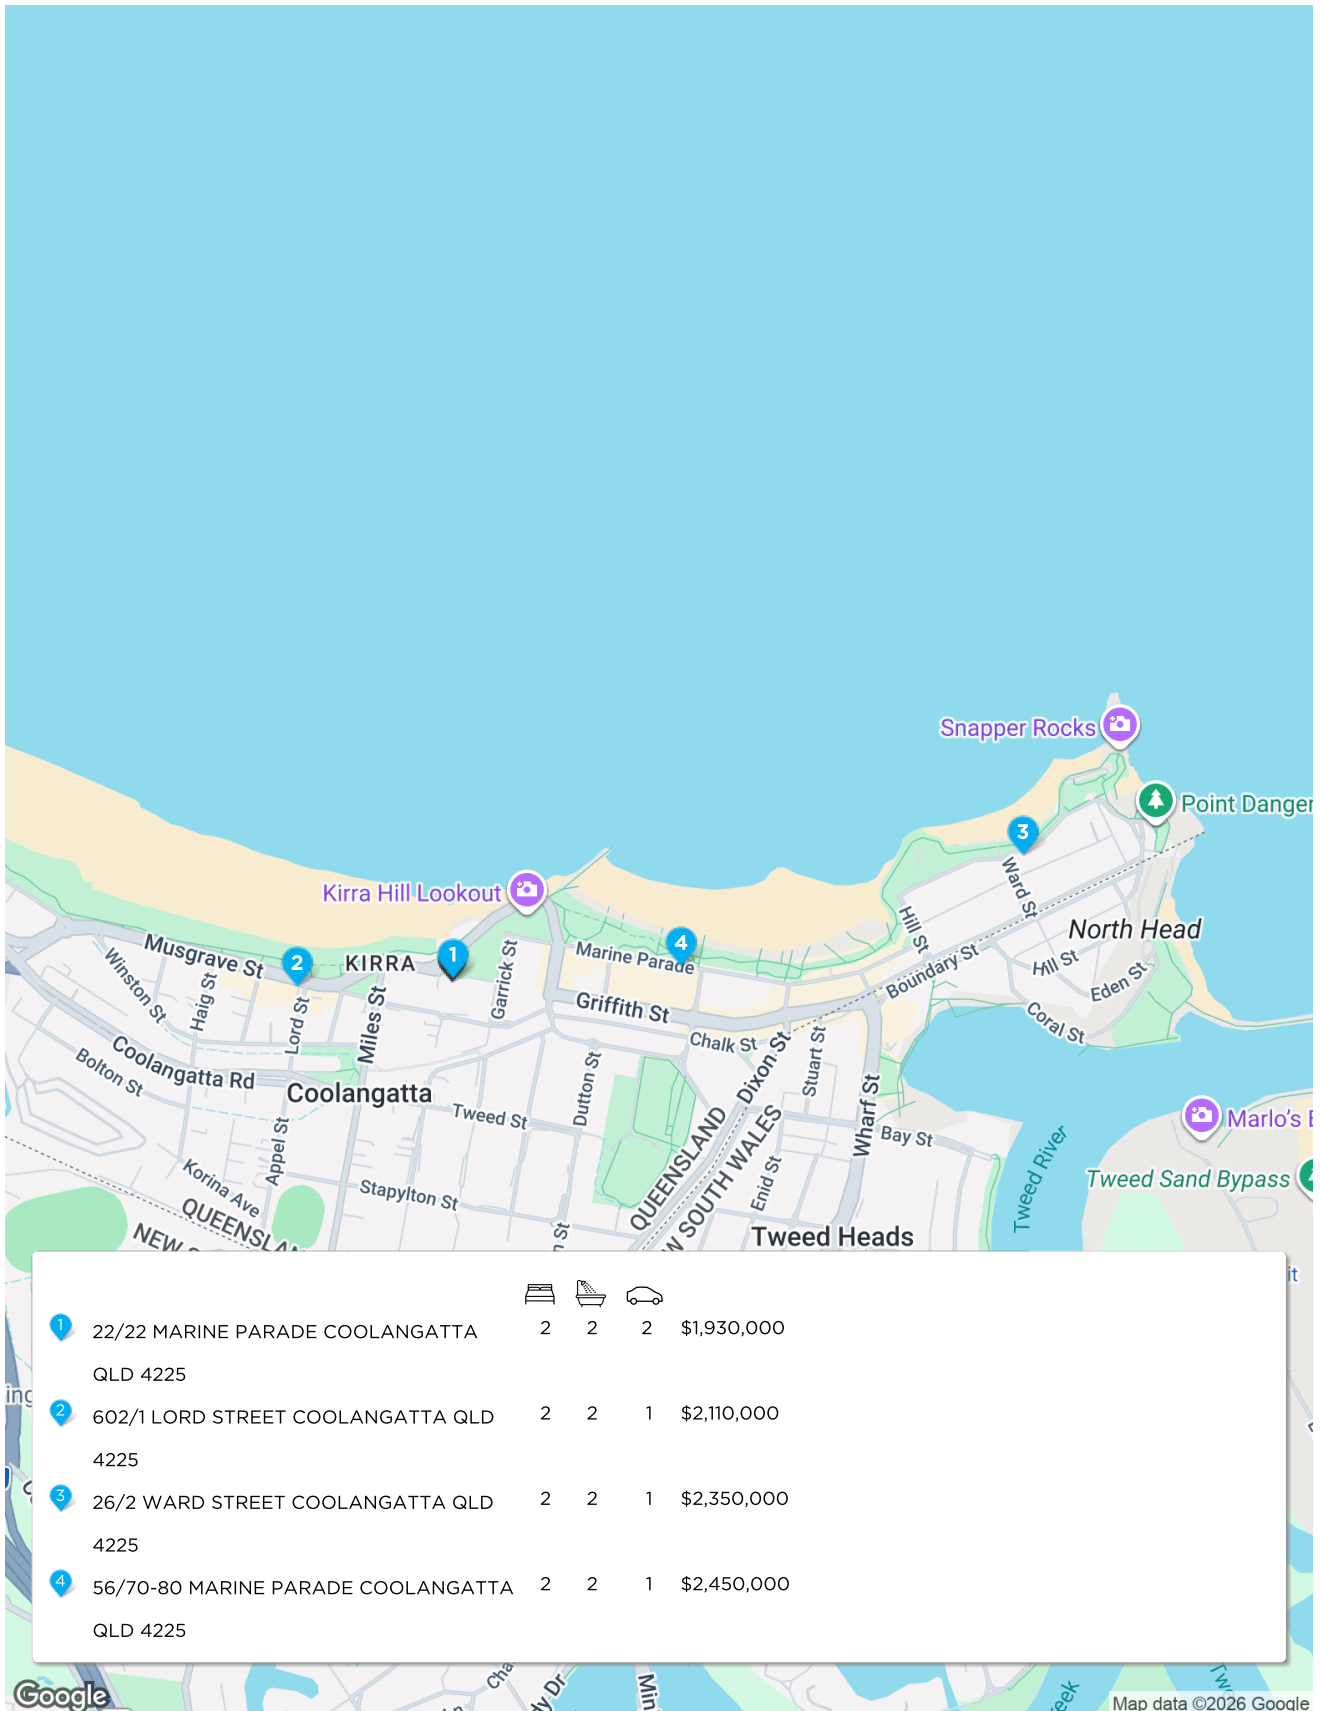 Snapper Rocks
Point Danger
Kirra Hill Lookout
3
Ward St
North Head
Hill St
Boundary St
Hill St
Eden St
Coral St
Musgrave St
2
KIRRA
1
4
Marine Parade
Garrick St
Griffith St
Winston St
Haig St
Lord St
Miles St
Chalk St
Dixon St
Stuart St
Wharf St
Coolangatta Rd
Bolton St
Coolangatta
Dutton St
Tweed St
Bay St
Tweed River
Marlo's
Appel St
Korina Ave
Stapylton St
QUEENSLAND
NEW SOUTH WALES
Enid St
Tweed Sand Bypass
Tweed Heads
1 22/22 MARINE PARADE COOLANGATTA 2 2 2 $1,930,000
QLD 4225
2 602/1 LORD STREET COOLANGATTA QLD 2 2 1 $2,110,000
4225
3 26/2 WARD STREET COOLANGATTA QLD 2 2 1 $2,350,000
4225
4 56/70-80 MARINE PARADE COOLANGATTA 2 2 1 $2,450,000
QLD 4225
Google
Map data ©2026 Google